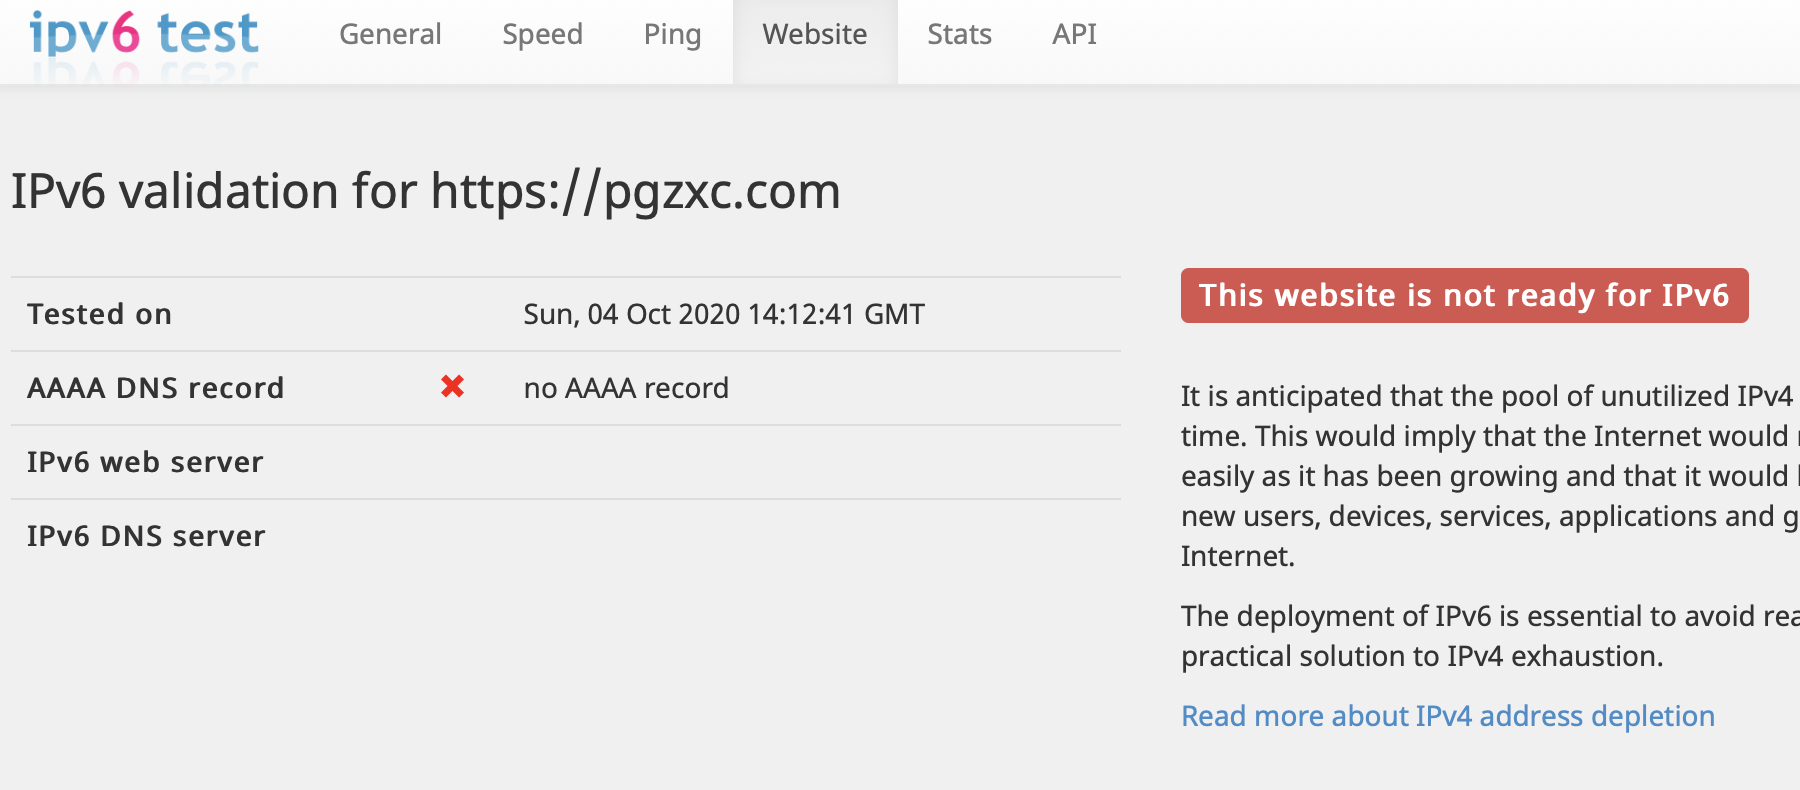 ipv6 test
General Speed Ping Website Stats API
IPv6 validation for https://pgzxc.com
Tested on Sun, 04 Oct 2020 14:12:41 GMT
AAAA DNS record ✖ no AAAA record
IPv6 web server
IPv6 DNS server
This website is not ready for IPv6
It is anticipated that the pool of unutilized IPv4
time. This would imply that the Internet would
easily as it has been growing and that it would
new users, devices, services, applications and
Internet.
The deployment of IPv6 is essential to avoid
practical solution to IPv4 exhaustion.
Read more about IPv4 address depletion